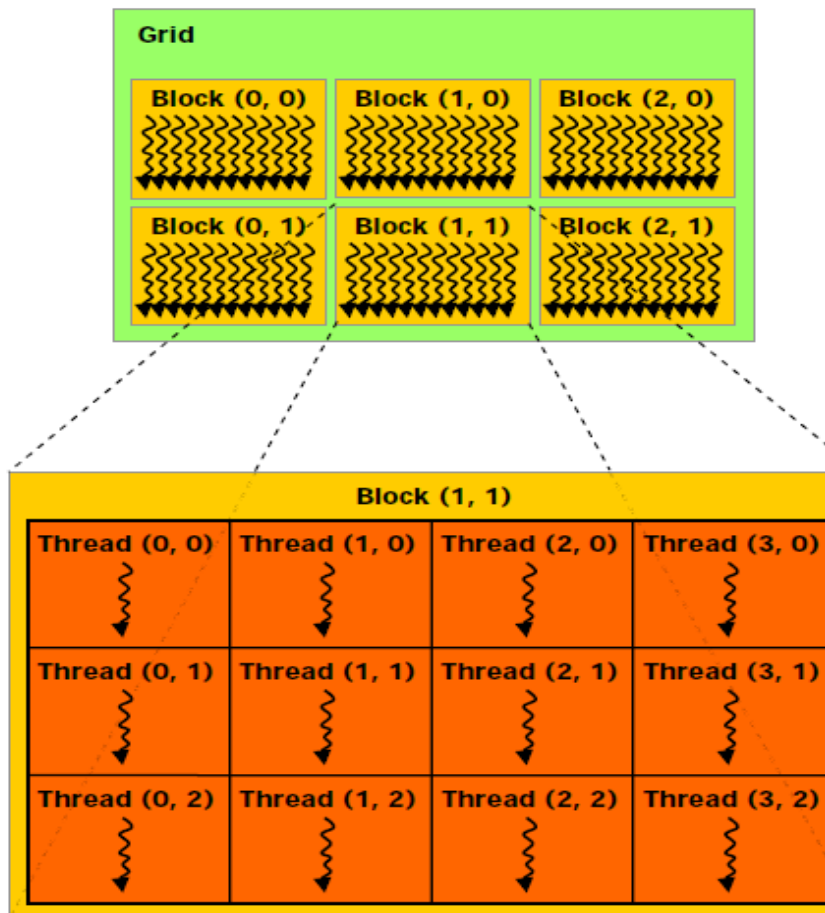 Grid
Block (0, 0) Block (1, 0) Block (2, 0)
Block (0, 1) Block (1, 1) Block (2, 1)
Block (1, 1)
Thread (0, 0) Thread (1, 0) Thread (2, 0) Thread (3, 0)
Thread (0, 1) Thread (1, 1) Thread (2, 1) Thread (3, 1)
Thread (0, 2) Thread (1, 2) Thread (2, 2) Thread (3, 2)